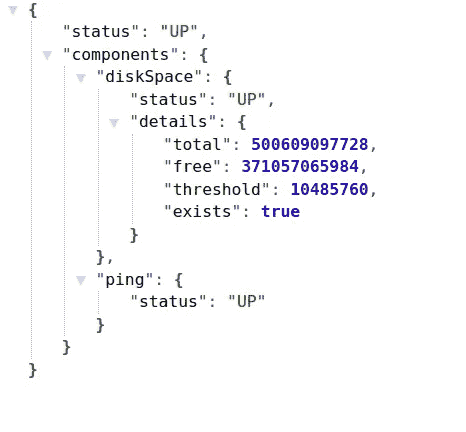 {
"status": "UP",
"components": {
"diskSpace": {
"status": "UP",
"details": {
"total": 500609097728,
"free": 371057065984,
"threshold": 10485760,
"exists": true
}
},
"ping": {
"status": "UP"
}
}
}